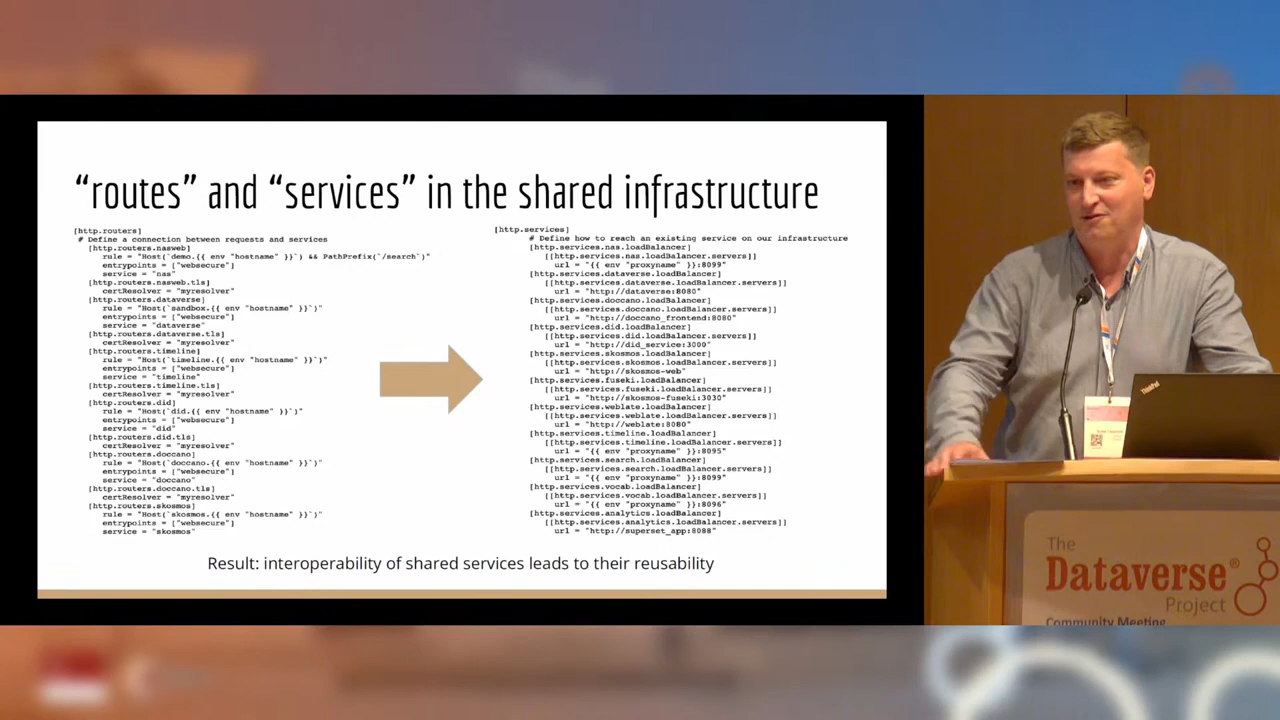 “routes” and “services” in the shared infrastructure
[http.routers]
# Define a connection between requests and services
[http.routers.nasweb]
rule = "Host(`demo.{{ env "hostname" }}`) && PathPrefix(`/search`)"
entrypoints = ["websecure"]
service = "nas"
[http.routers.nasweb.tls]
certResolver = "myresolver"
[http.routers.dataverse]
rule = "Host(`sandbox.{{ env "hostname" }}`)"
entrypoints = ["websecure"]
service = "dataverse"
[http.routers.dataverse.tls]
certResolver = "myresolver"
[http.routers.timeline]
rule = "Host(`timeline.{{ env "hostname" }}`)"
entrypoints = ["websecure"]
service = "timeline"
[http.routers.timeline.tls]
certResolver = "myresolver"
[http.routers.did]
rule = "Host(`did.{{ env "hostname" }}`)"
entrypoints = ["websecure"]
service = "did"
[http.routers.did.tls]
certResolver = "myresolver"
[http.routers.doccano]
rule = "Host(`doccano.{{ env "hostname" }}`)"
entrypoints = ["websecure"]
service = "doccano"
[http.routers.doccano.tls]
certResolver = "myresolver"
[http.routers.skosmos]
rule = "Host(`skosmos.{{ env "hostname" }}`)"
entrypoints = ["websecure"]
service = "skosmos"
[http.services]
# Define how to reach an existing service on our infrastructure
[http.services.nas.loadBalancer]
[[http.services.nas.loadBalancer.servers]]
url = "{{ env "proxyname" }}:8099"
[http.services.dataverse.loadBalancer]
[[http.services.dataverse.loadBalancer.servers]]
url = "http://dataverse:8080"
[http.services.doccano.loadBalancer]
[[http.services.doccano.loadBalancer.servers]]
url = "http://doccano_frontend:8080"
[http.services.did.loadBalancer]
[[http.services.did.loadBalancer.servers]]
url = "http://did_service:3000"
[http.services.skosmos.loadBalancer]
[[http.services.skosmos.loadBalancer.servers]]
url = "http://skosmos-web"
[http.services.fuseki.loadBalancer]
[[http.services.fuseki.loadBalancer.servers]]
url = "http://skosmos-fuseki:3030"
[http.services.weblate.loadBalancer]
[[http.services.weblate.loadBalancer.servers]]
url = "http://weblate:8080"
[http.services.timeline.loadBalancer]
[[http.services.timeline.loadBalancer.servers]]
url = "{{ env "proxyname" }}:8095"
[http.services.search.loadBalancer]
[[http.services.search.loadBalancer.servers]]
url = "{{ env "proxyname" }}:8099"
[http.services.vocab.loadBalancer]
[[http.services.vocab.loadBalancer.servers]]
url = "{{ env "proxyname" }}:8096"
[http.services.analytics.loadBalancer]
[[http.services.analytics.loadBalancer.servers]]
url = "http://superset_app:8088"
Result: interoperability of shared services leads to their reusability
ThinkPad
The
Dataverse®
Project
Community Meeting